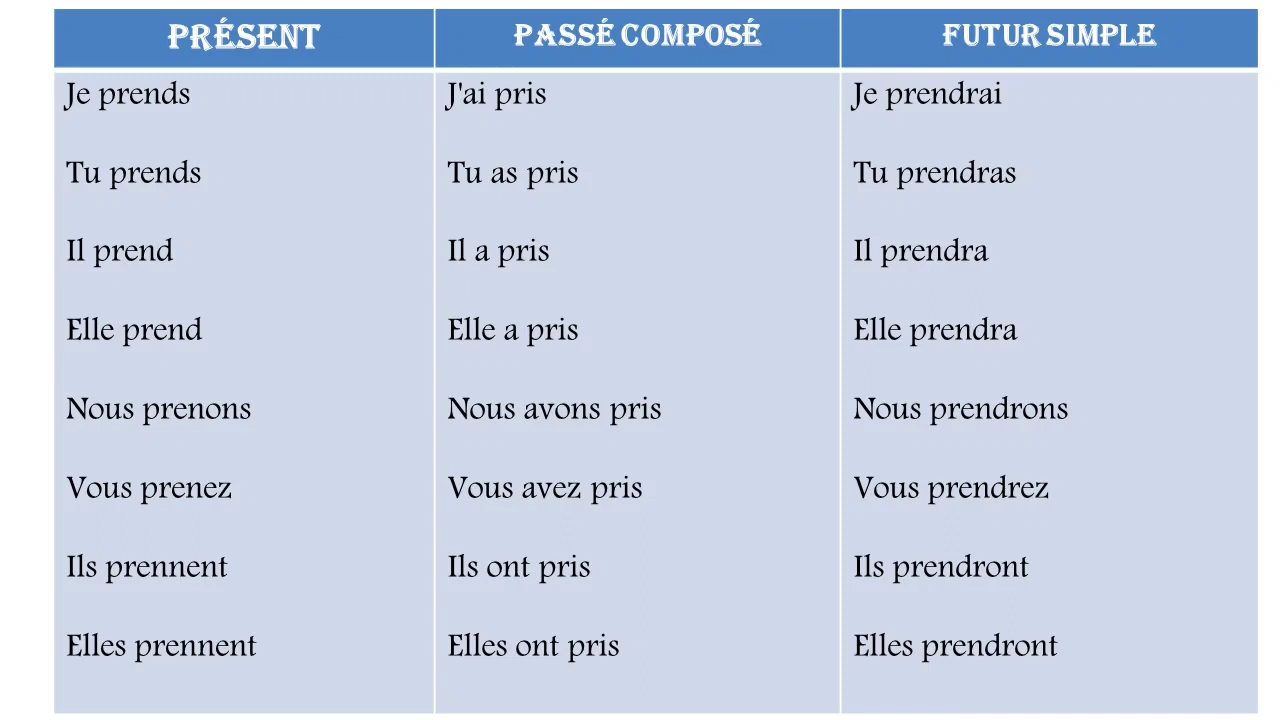 PRÉSENT PASSÉ COMPOSÉ FUTUR SIMPLE
Je prends J'ai pris Je prendrai
Tu prends Tu as pris Tu prendras
Il prend Il a pris Il prendra
Elle prend Elle a pris Elle prendra
Nous prenons Nous avons pris Nous prendrons
Vous prenez Vous avez pris Vous prendrez
Ils prennent Ils ont pris Ils prendront
Elles prennent Elles ont pris Elles prendront